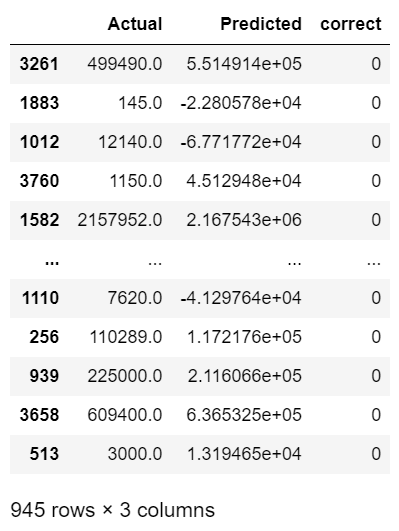 Actual Predicted correct
3261 499490.0 5.514914e+05 0
1883 145.0 -2.280578e+04 0
1012 12140.0 -6.771772e+04 0
3760 1150.0 4.512948e+04 0
1582 2157952.0 2.167543e+06 0
... ... ... ...
1110 7620.0 -4.129764e+04 0
256 110289.0 1.172176e+05 0
939 225000.0 2.116066e+05 0
3658 609400.0 6.365325e+05 0
513 3000.0 1.319465e+04 0
945 rows × 3 columns